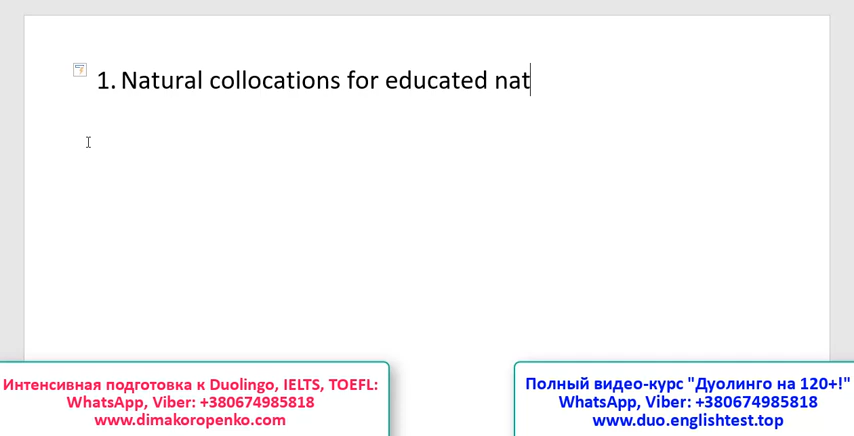 1. Natural collocations for educated nat
Интенсивная подготовка к Duolingo, IELTS, TOEFL:
WhatsApp, Viber: +380674985818
www.dimakoropenko.com
Полный видео-курс "Дуолинго на 120+!"
WhatsApp, Viber: +380674985818
www.duo.englishtest.top